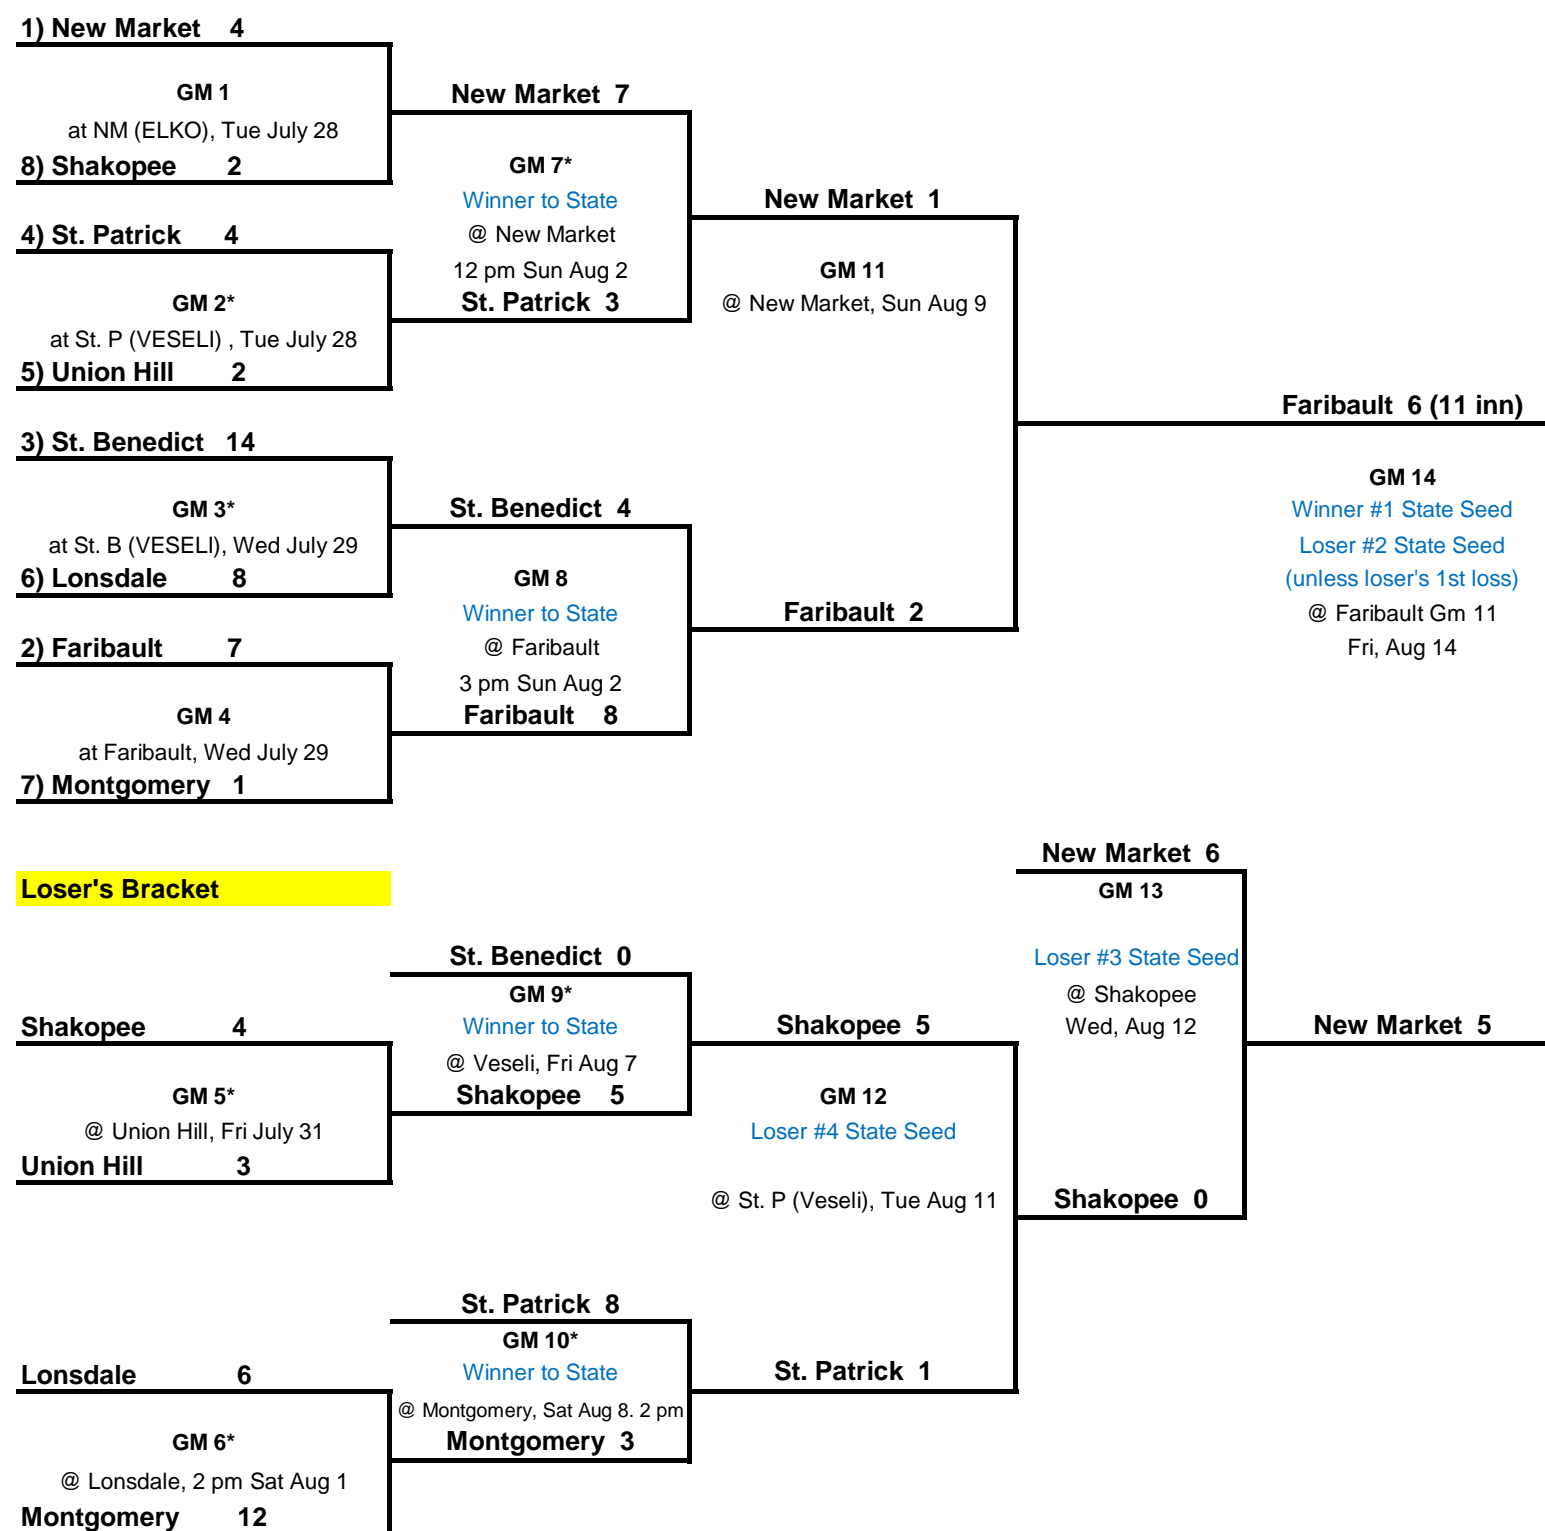 1) New Market 4
GM 1
at NM (ELKO), Tue July 28
8) Shakopee 2
4) St. Patrick 4
GM 2*
at St. P (VESELI) , Tue July 28
5) Union Hill 2
3) St. Benedict 14
GM 3*
at St. B (VESELI), Wed July 29
6) Lonsdale 8
2) Faribault 7
GM 4
at Faribault, Wed July 29
7) Montgomery 1
New Market 7
GM 7*
Winner to State
@ New Market
12 pm Sun Aug 2
St. Patrick 3
St. Benedict 4
GM 8
Winner to State
@ Faribault
3 pm Sun Aug 2
Faribault 8
New Market 1
GM 11
@ New Market, Sun Aug 9
Faribault 2
Faribault 6 (11 inn)
GM 14
Winner #1 State Seed
Loser #2 State Seed
(unless loser's 1st loss)
@ Faribault Gm 11
Fri, Aug 14
Loser's Bracket
Shakopee 4
GM 5*
@ Union Hill, Fri July 31
Union Hill 3
Lonsdale 6
GM 6*
@ Lonsdale, 2 pm Sat Aug 1
Montgomery 12
St. Benedict 0
GM 9*
Winner to State
@ Veseli, Fri Aug 7
Shakopee 5
St. Patrick 8
GM 10*
Winner to State
@ Montgomery, Sat Aug 8. 2 pm
Montgomery 3
Shakopee 5
GM 12
Loser #4 State Seed
@ St. P (Veseli), Tue Aug 11
St. Patrick 1
New Market 6
GM 13
Loser #3 State Seed
@ Shakopee
Wed, Aug 12
Shakopee 0
New Market 5